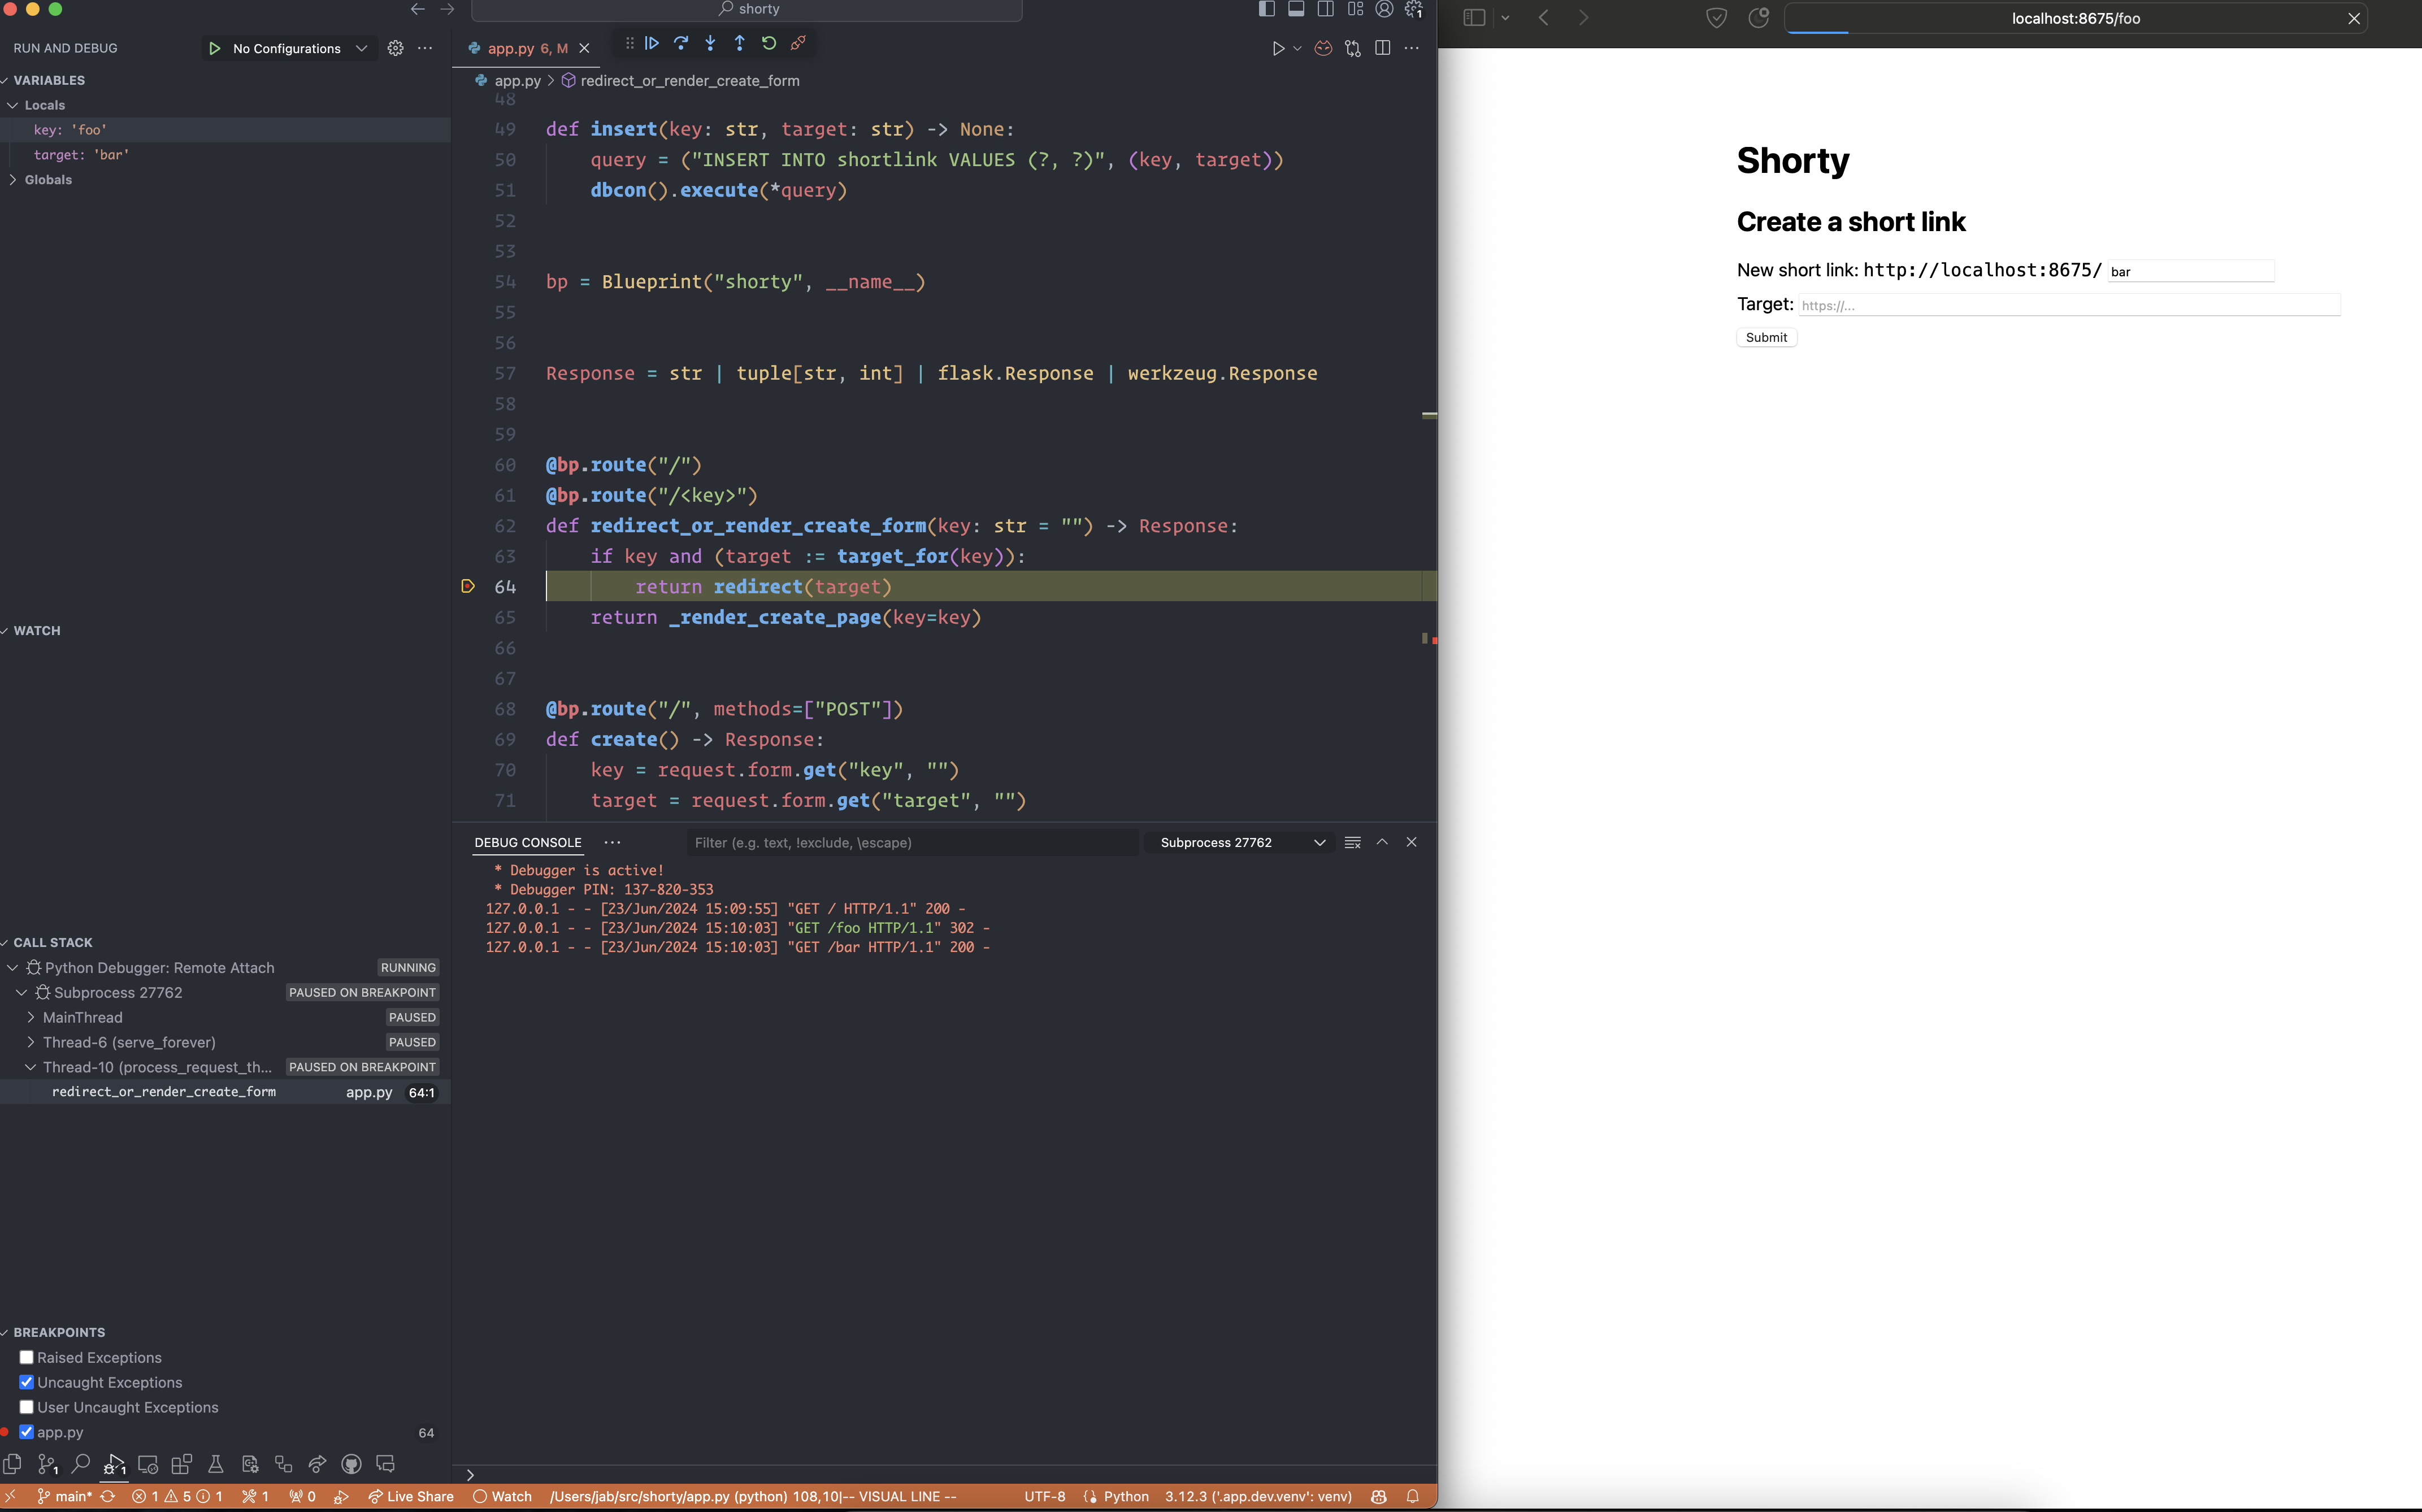 shorty
RUN AND DEBUG
No Configurations
VARIABLES
Locals
key: 'foo'
target: 'bar'
Globals
WATCH
CALL STACK
Python Debugger: Remote Attach RUNNING
Subprocess 27762 PAUSED ON BREAKPOINT
MainThread PAUSED
Thread-6 (serve_forever) PAUSED
Thread-10 (process_request_th... PAUSED ON BREAKPOINT
redirect_or_render_create_form app.py 64:1
BREAKPOINTS
Raised Exceptions
Uncaught Exceptions
User Uncaught Exceptions
app.py 64
1 1
1
app.py 6, M
app.py > redirect_or_render_create_form
48
49 def insert(key: str, target: str) -> None:
50 query = ("INSERT INTO shortlink VALUES (?, ?)", (key, target))
51 dbcon().execute(*query)
52
53
54 bp = Blueprint("shorty", __name__)
55
56
57 Response = str | tuple[str, int] | flask.Response | werkzeug.Response
58
59
60 @bp.route("/")
61 @bp.route("/<key>")
62 def redirect_or_render_create_form(key: str = "") -> Response:
63 if key and (target := target_for(key)):
64 return redirect(target)
65 return _render_create_page(key=key)
66
67
68 @bp.route("/", methods=["POST"])
69 def create() -> Response:
70 key = request.form.get("key", "")
71 target = request.form.get("target", "")
DEBUG CONSOLE
Filter (e.g. text, !exclude, \escape)
Subprocess 27762
* Debugger is active!
* Debugger PIN: 137-820-353
127.0.0.1 - - [23/Jun/2024 15:09:55] "GET / HTTP/1.1" 200 -
127.0.0.1 - - [23/Jun/2024 15:10:03] "GET /foo HTTP/1.1" 302 -
127.0.0.1 - - [23/Jun/2024 15:10:03] "GET /bar HTTP/1.1" 200 -
main* 1 5 1 1 0 Live Share Watch /Users/jab/src/shorty/app.py (python) 108,10|-- VISUAL LINE -- UTF-8 Python 3.12.3 ('.app.dev.venv': venv)
localhost:8675/foo
Shorty
Create a short link
New short link: http://localhost:8675/ bar
Target: https://...
Submit